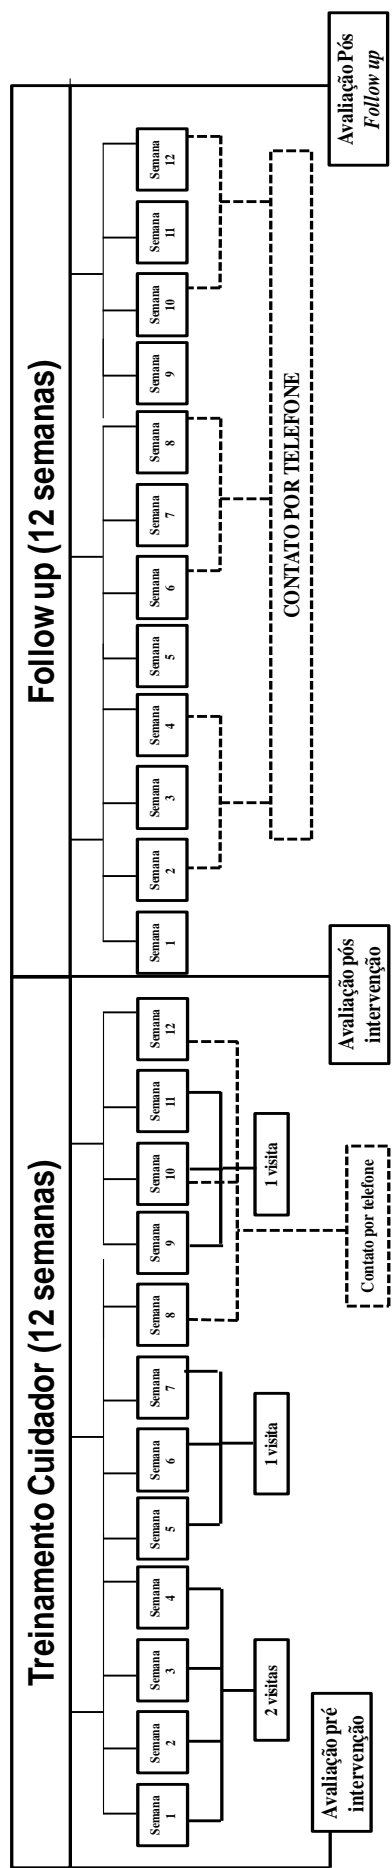 Treinamento Cuidador (12 semanas)
Follow up (12 semanas)
Semana
1
Semana
2
Semana
3
Semana
4
Semana
5
Semana
6
Semana
7
Semana
8
Semana
9
Semana
10
Semana
11
Semana
12
Semana
1
Semana
2
Semana
3
Semana
4
Semana
5
Semana
6
Semana
7
Semana
8
Semana
9
Semana
10
Semana
11
Semana
12
2 visitas
1 visita
1 visita
CONTATO POR TELEFONE
Avaliação pré
intervenção
Contato por telefone
Avaliação pós
intervenção
Avaliação Pós
Follow up